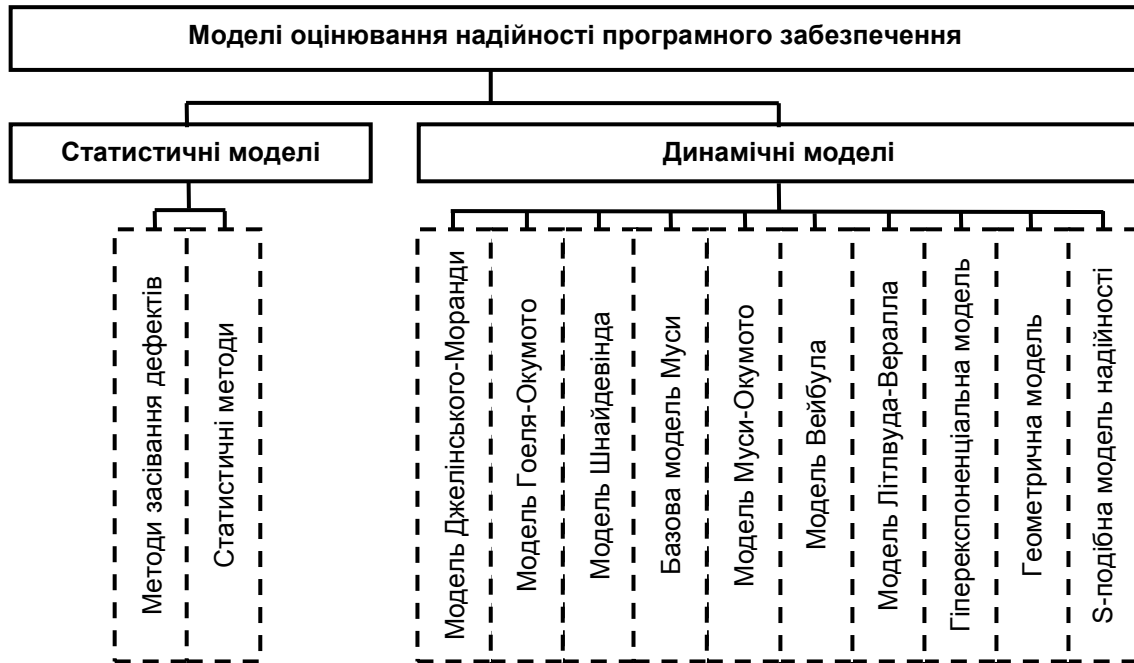 Моделі оцінювання надійності програмного забезпечення
Статистичні моделі
Динамічні моделі
Методи засівання дефектів
Статистичні методи
Модель Джелінського-Моранди
Модель Гоеля-Окумото
Модель Шнайдевінда
Базова модель Муси
Модель Муси-Окумото
Модель Вейбула
Модель Літлвуда-Вералла
Гіперекспоненціальна модель
Геометрична модель
S-подібна модель надійності